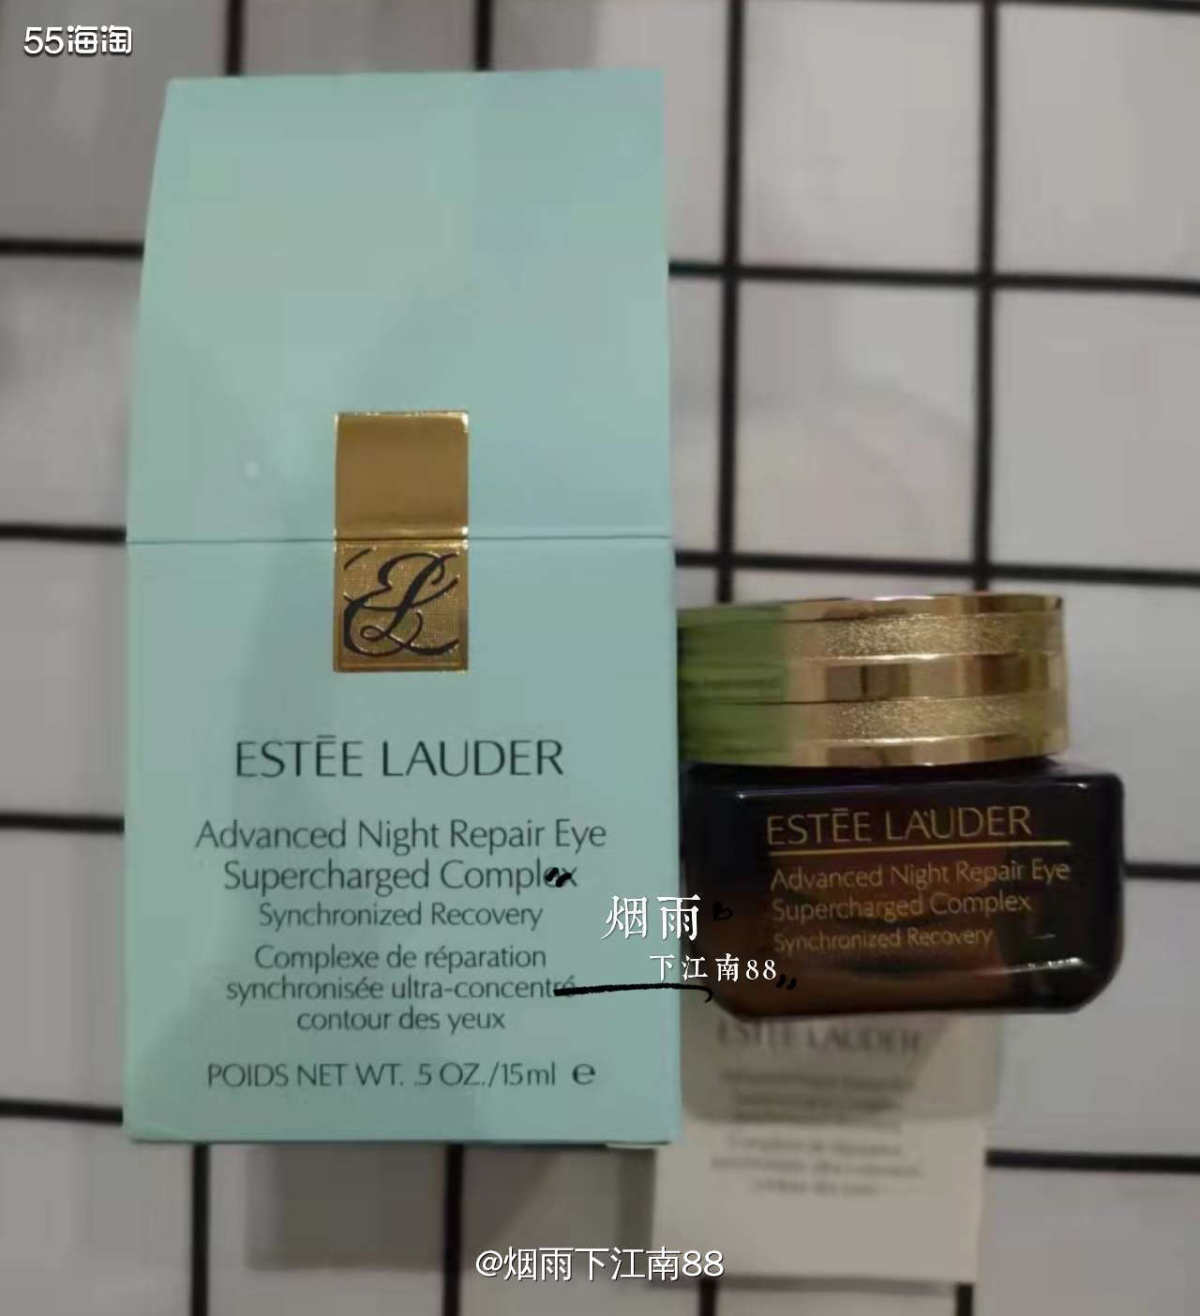 55海淘
ESTĒE LAUDER
Advanced Night Repair Eye
Supercharged Complex
Synchronized Recovery
Complexe de réparation
synchronisée ultra-concentré
contour des yeux
POIDS NET WT. .5 OZ./15ml e
ESTĒE LAUDER
Advanced Night Repair Eye
Supercharged Complex
Synchronized Recovery
烟雨
下江南88
ESTĒE LAUDER
@烟雨下江南88